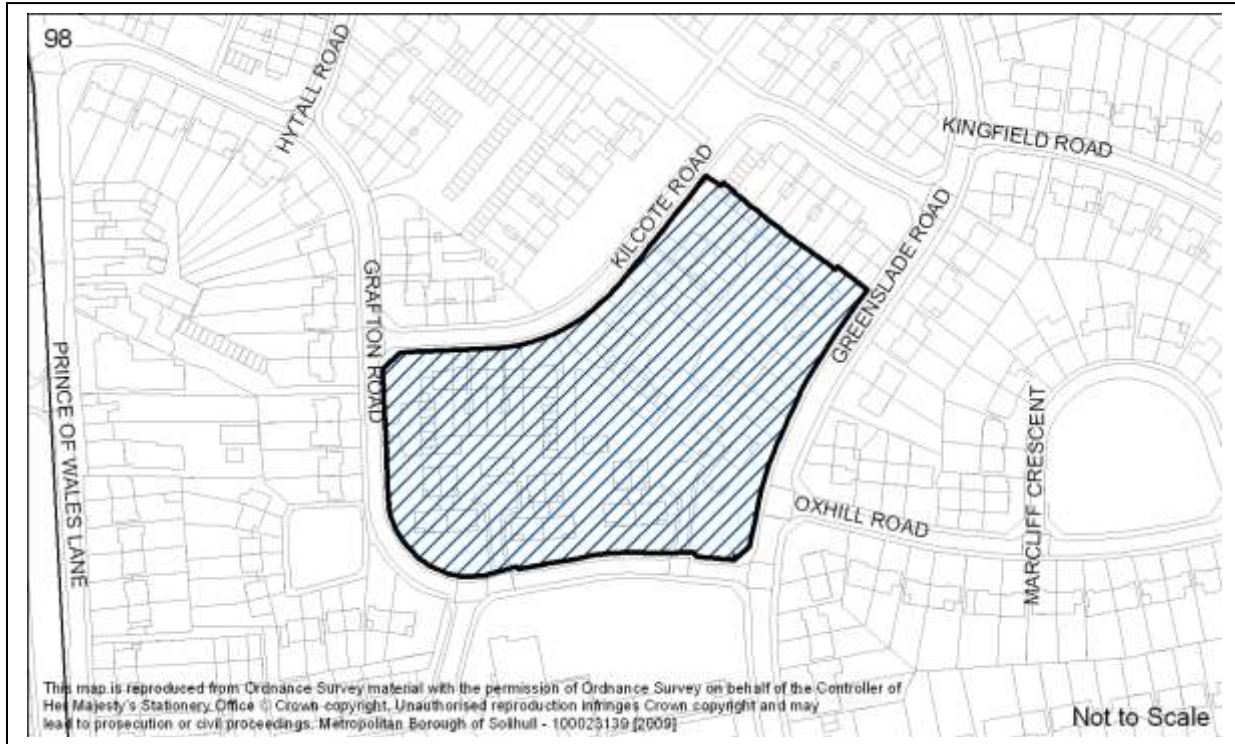 98
HYTALL ROAD
KINGFIELD ROAD
KILCOTE ROAD
GREENSLADE ROAD
GRAFTON ROAD
PRINCE OF WALES LANE
MARCLIFF CRESCENT
OXHILL ROAD
This map is reproduced from Ordnance Survey material with the permission of Ordnance Survey on behalf of the Controller of
Her Majesty's Stationery Office © Crown copyright. Unauthorised reproduction infringes Crown copyright and may
lead to prosecution or civil proceedings. Metropolitan Borough of Solihull - 100023139 [2009]
Not to Scale